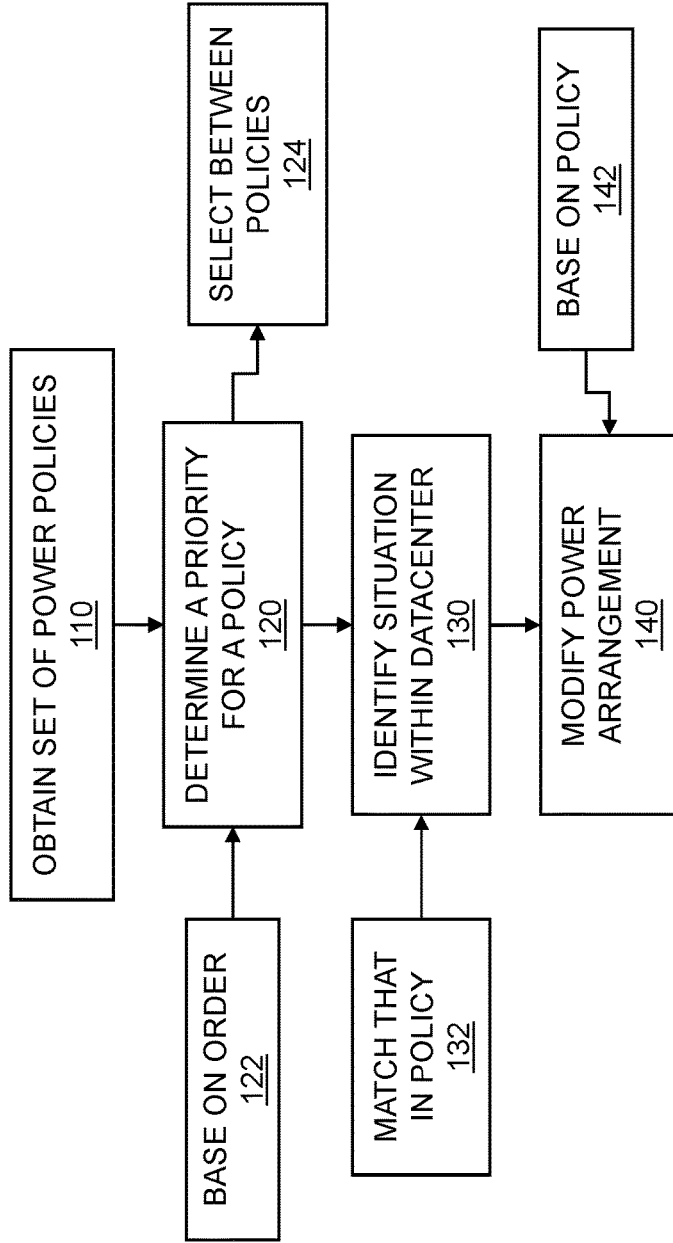 OBTAIN SET OF POWER POLICIES
110
DETERMINE A PRIORITY
FOR A POLICY
120
BASE ON ORDER
122
SELECT BETWEEN
POLICIES
124
IDENTIFY SITUATION
WITHIN DATACENTER
130
MATCH THAT
IN POLICY
132
MODIFY POWER
ARRANGEMENT
140
BASE ON POLICY
142